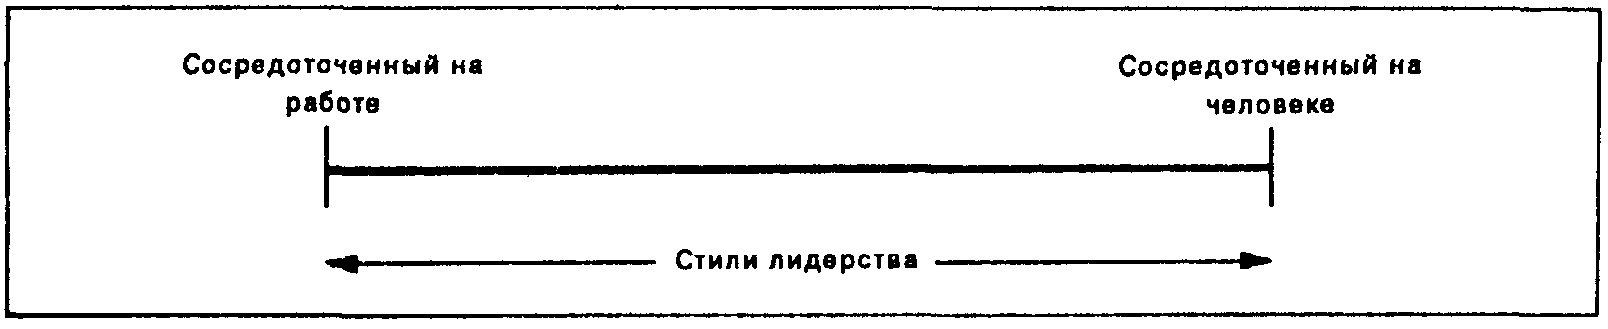 Сосредоточенный на
работе
Сосредоточенный на
человеке
Стили лидерства